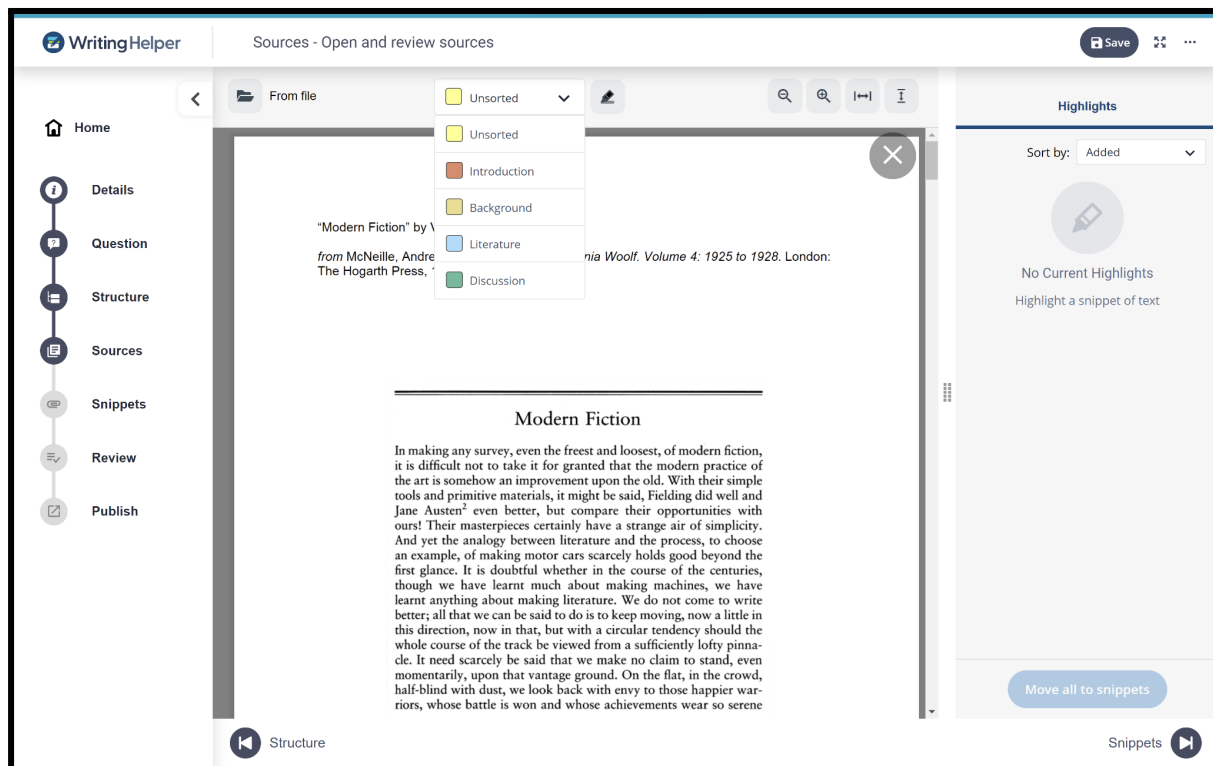 WritingHelper
Sources - Open and review sources
Save
Home
Details
Question
Structure
Sources
Snippets
Review
Publish
From file
Unsorted
Unsorted
Introduction
Background
Literature
Discussion
"Modern Fiction" by
from McNeille, Andre nia Woolf. Volume 4: 1925 to 1928. London:
The Hogarth Press,
Modern Fiction
In making any survey, even the freest and loosest, of modern fiction,
it is difficult not to take it for granted that the modern practice of
the art is somehow an improvement upon the old. With their simple
tools and primitive materials, it might be said, Fielding did well and
Jane Austen² even better, but compare their opportunities with
ours! Their masterpieces certainly have a strange air of simplicity.
And yet the analogy between literature and the process, to choose
an example, of making motor cars scarcely holds good beyond the
first glance. It is doubtful whether in the course of the centuries,
though we have learnt much about making machines, we have
learnt anything about making literature. We do not come to write
better; all that we can be said to do is to keep moving, now a little in
this direction, now in that, but with a circular tendency should the
whole course of the track be viewed from a sufficiently lofty pinna-
cle. It need scarcely be said that we make no claim to stand, even
momentarily, upon that vantage ground. On the flat, in the crowd,
half-blind with dust, we look back with envy to those happier war-
riors, whose battle is won and whose achievements wear so serene
Highlights
Sort by: Added
No Current Highlights
Highlight a snippet of text
Move all to snippets
Structure
Snippets